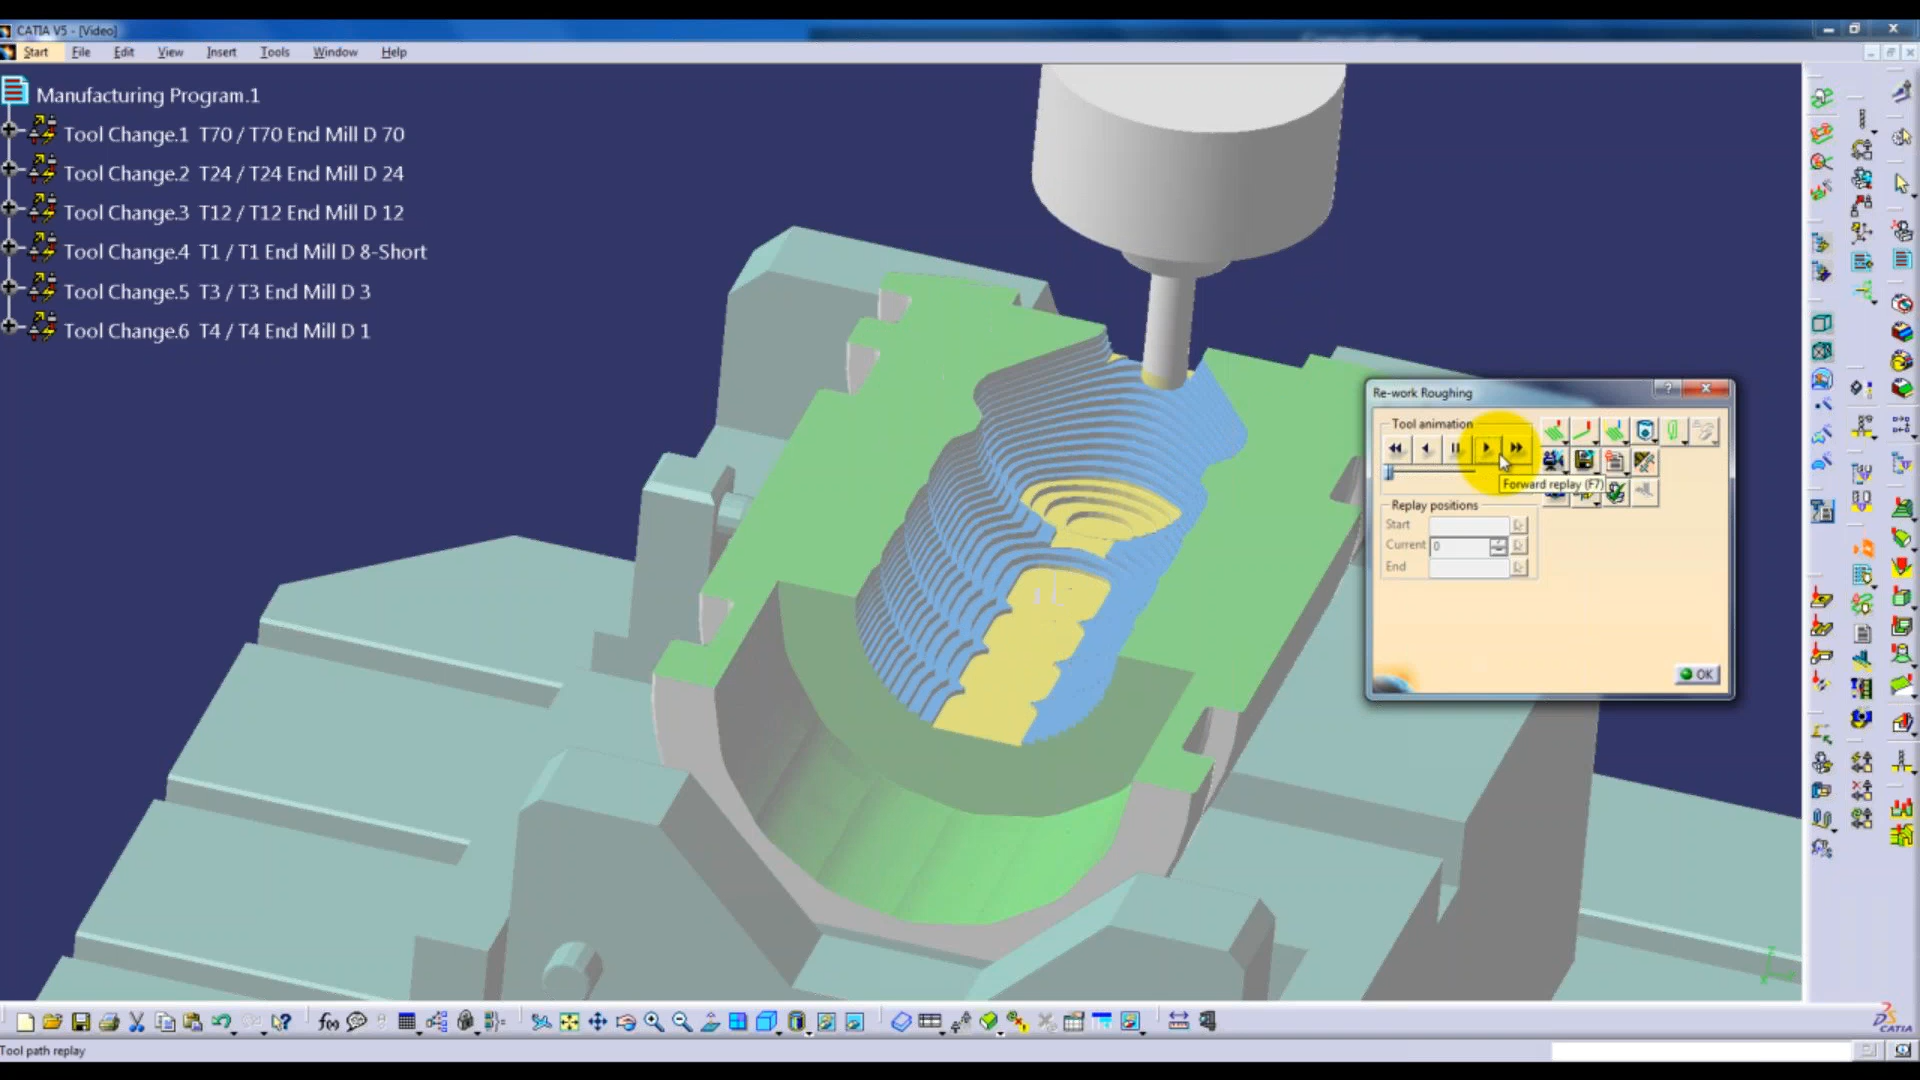 CATIA V5 - [Video]
Start File Edit View Insert Tools Window Help
Manufacturing Program.1
Tool Change.1 T70 / T70 End Mill D 70
Tool Change.2 T24 / T24 End Mill D 24
Tool Change.3 T12 / T12 End Mill D 12
Tool Change.4 T1 / T1 End Mill D 8-Short
Tool Change.5 T3 / T3 End Mill D 3
Tool Change.6 T4 / T4 End Mill D 1
Re-work Roughing
Tool animation
Forward replay (F7)
Replay positions
Start
Current 0
End
OK
f(x)
CATIA
Tool path replay